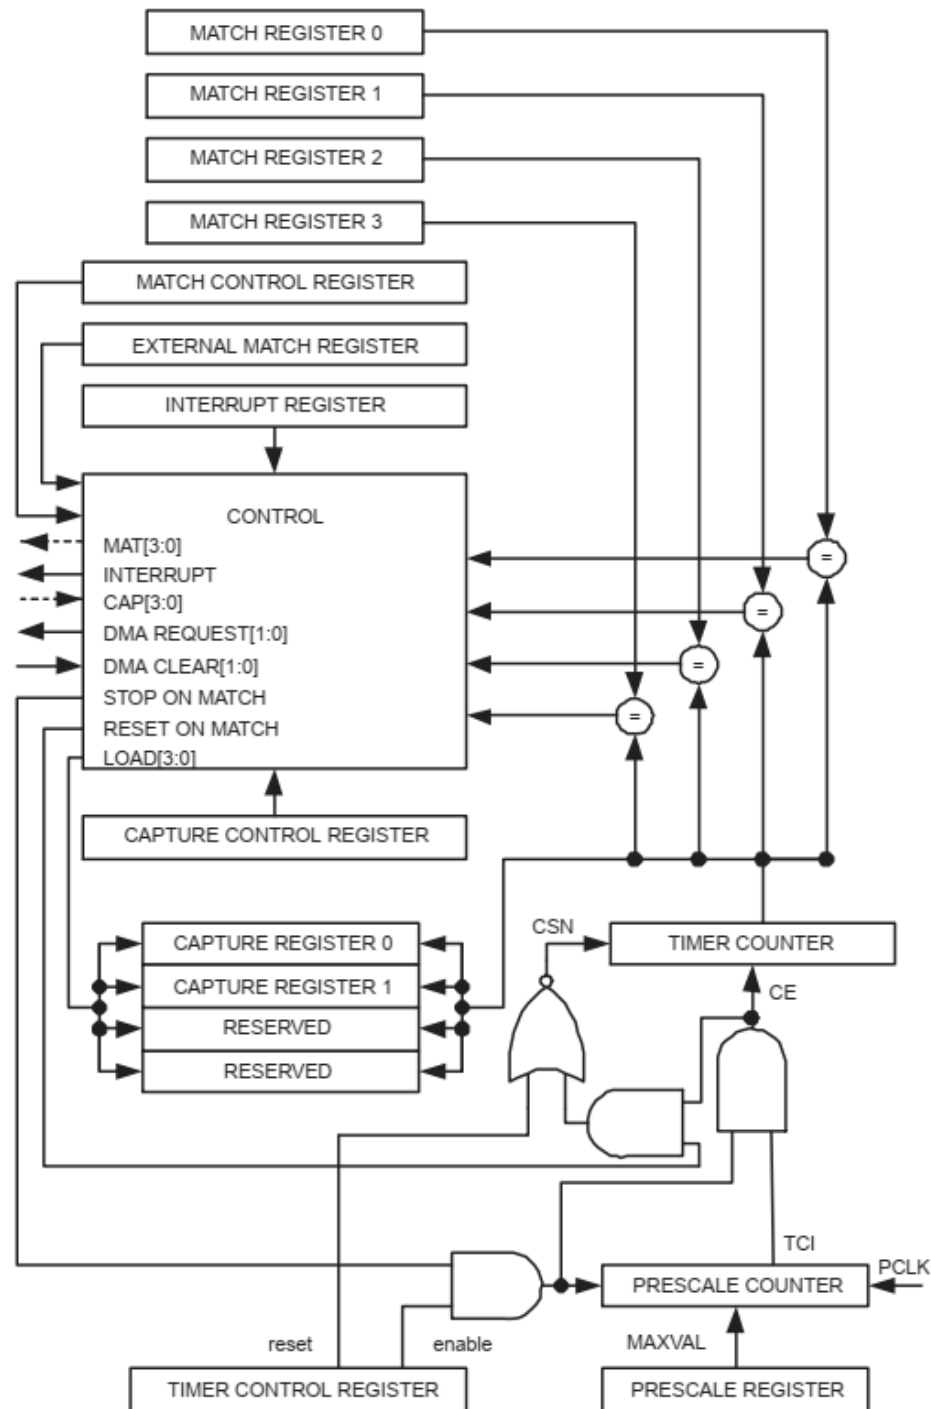 MATCH REGISTER 0
MATCH REGISTER 1
MATCH REGISTER 2
MATCH REGISTER 3
MATCH CONTROL REGISTER
EXTERNAL MATCH REGISTER
INTERRUPT REGISTER
CONTROL
MAT[3:0]
INTERRUPT
CAP[3:0]
DMA REQUEST[1:0]
DMA CLEAR[1:0]
STOP ON MATCH
RESET ON MATCH
LOAD[3:0]
=
=
=
=
CAPTURE CONTROL REGISTER
CAPTURE REGISTER 0
CAPTURE REGISTER 1
RESERVED
RESERVED
CSN
TIMER COUNTER
CE
TCI
PCLK
PRESCALE COUNTER
reset
enable
MAXVAL
TIMER CONTROL REGISTER
PRESCALE REGISTER